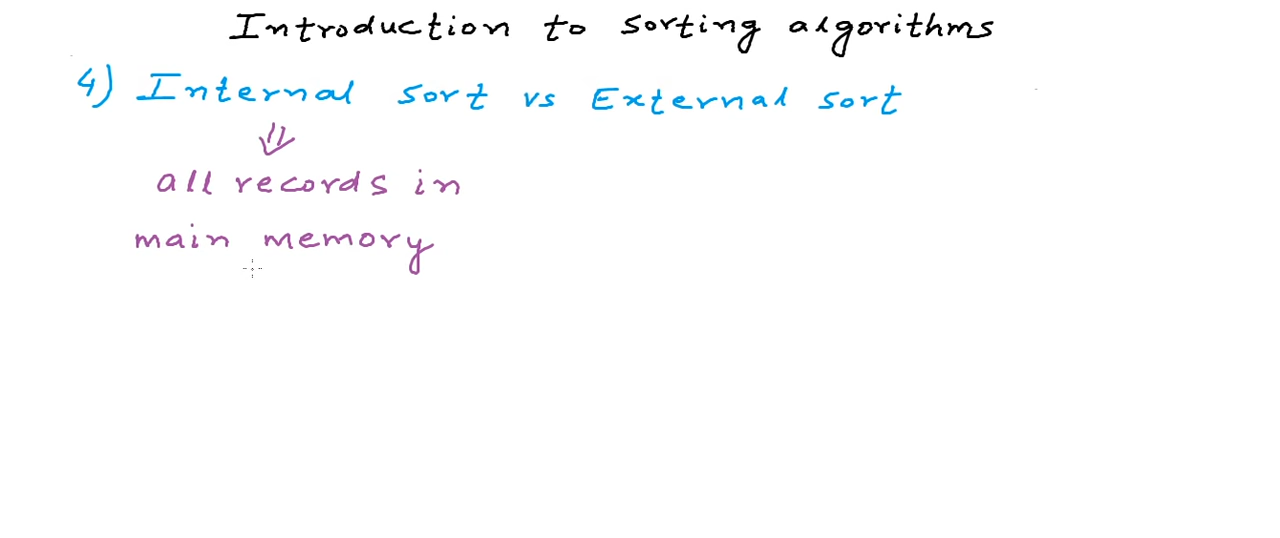 Introduction to sorting algorithms
4) Internal sort vs External sort
all records in
main memory